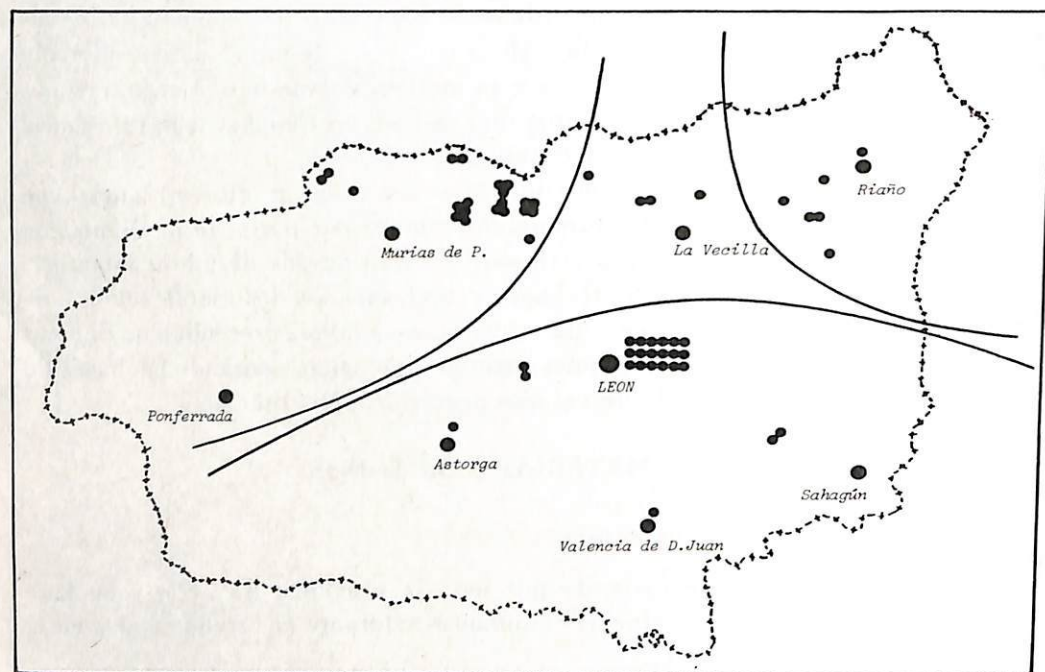 Riaño
Murias de P.
La Vecilla
LEON
Ponferrada
Astorga
Sahagún
Valencia de D.Juan